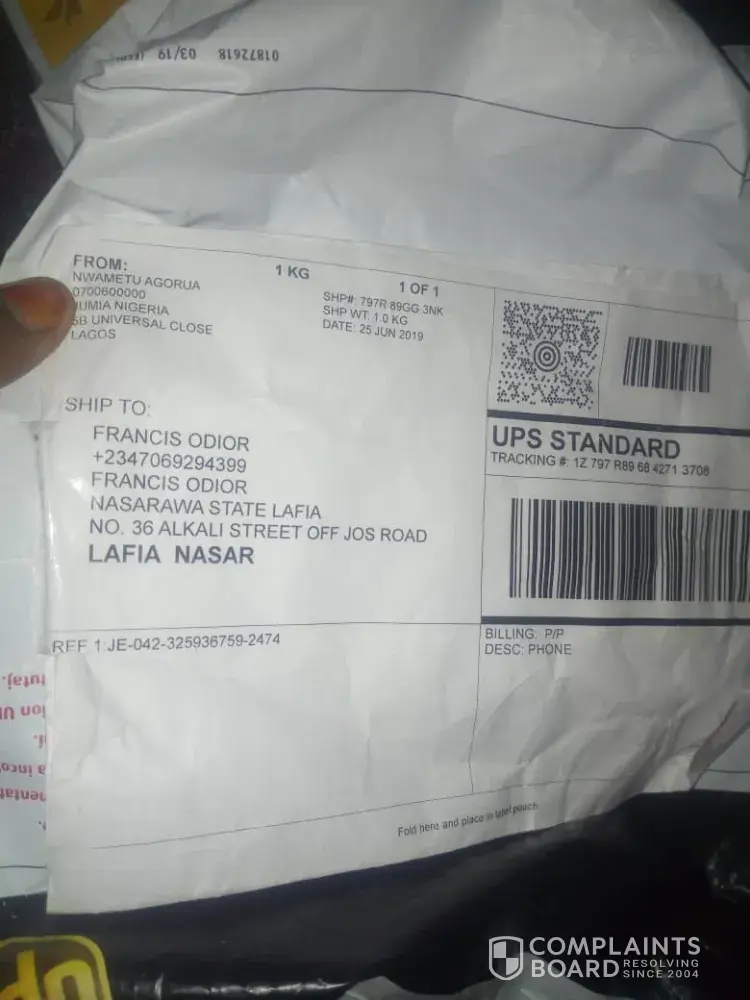 01872618 03/19
FROM:
NWAMETU AGORUA
0700600000
JUMIA NIGERIA
5B UNIVERSAL CLOSE
LAGOS
1 KG
1 OF 1
SHP#: 797R 89GG 3NK
SHP WT: 1.0 KG
DATE: 25 JUN 2019
SHIP TO:
FRANCIS ODIOR
+2347069294399
FRANCIS ODIOR
NASARAWA STATE LAFIA
NO. 36 ALKALI STREET OFF JOS ROAD
LAFIA NASAR
UPS STANDARD
TRACKING #: 1Z 797 R89 68 4271 3708
REF 1:JE-042-325936759-2474
BILLING: P/P
DESC: PHONE
Fold here and place in label pouch
COMPLAINTS
BOARD RESOLVING
SINCE 2004